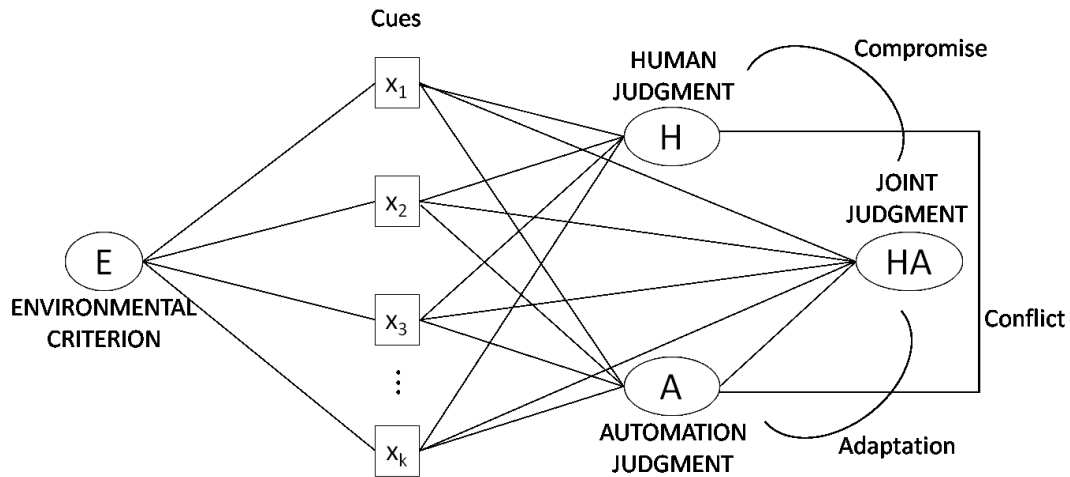 Cues
x1
x2
x3
⋮
xk
E
ENVIRONMENTAL
CRITERION
HUMAN
JUDGMENT
H
Compromise
JOINT
JUDGMENT
HA
Conflict
A
AUTOMATION
JUDGMENT
Adaptation